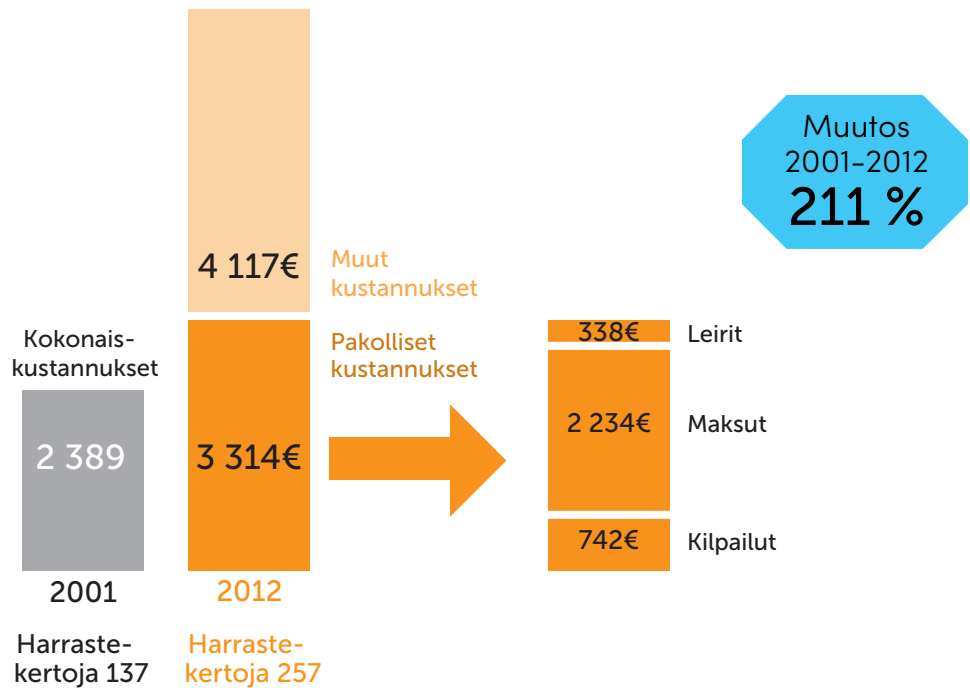 Muutos
2001–2012
211 %
4 117€
Muut
kustannukset
Kokonais-
kustannukset
2 389
3 314€
Pakolliset
kustannukset
338€ Leirit
2 234€ Maksut
742€ Kilpailut
2001
Harraste-
kertoja 137
2012
Harraste-
kertoja 257